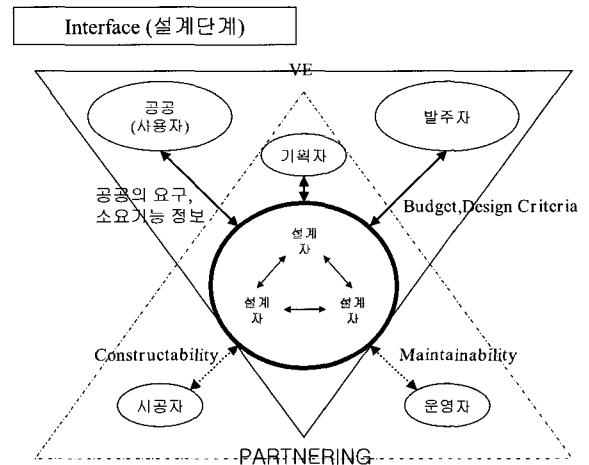 Interface (설계단계)
VE
공공
(사용자)
발주자
기획자
공공의 요구,
소요기능 정보
Budget,Design Criteria
설계
자
설계
자
설계
자
Constructability
Maintainability
시공자
운영자
PARTNERING